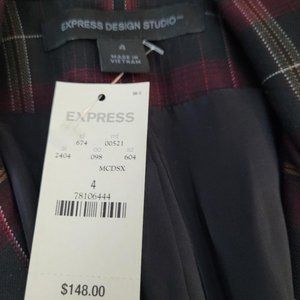 EXPRESS DESIGN STUDIO
4
MADE IN
VIETNAM
EXPRESS
674 00521
2404 098 604
MCDSX
4
78106444
$148.00